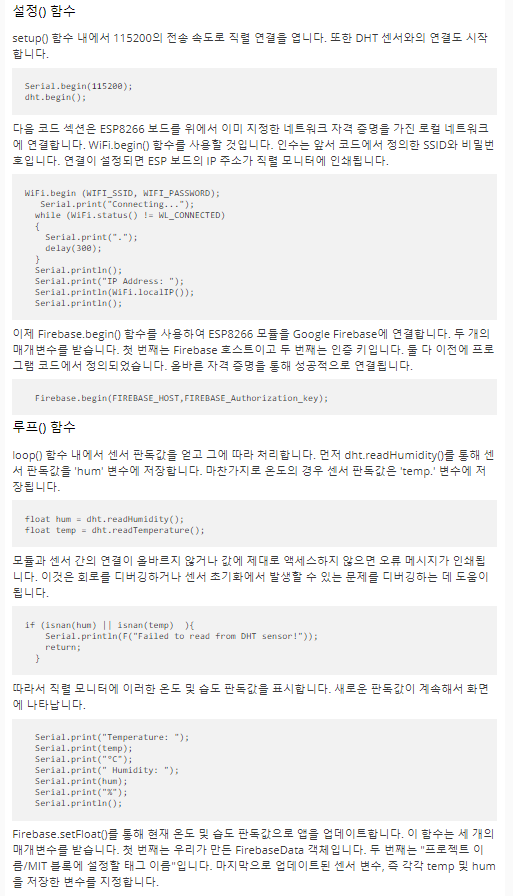 설정() 함수
setup() 함수 내에서 115200의 전송 속도로 직렬 연결을 엽니다. 또한 DHT 센서와의 연결도 시작
합니다.
Serial.begin(115200);
dht.begin();
다음 코드 섹션은 ESP8266 보드를 위에서 이미 지정한 네트워크 자격 증명을 가진 로컬 네트워크
에 연결합니다. WiFi.begin() 함수를 사용할 것입니다. 인수는 앞서 코드에서 정의한 SSID와 비밀번
호입니다. 연결이 설정되면 ESP 보드의 IP 주소가 직렬 모니터에 인쇄됩니다.
WiFi.begin (WIFI_SSID, WIFI_PASSWORD);
Serial.print("Connecting...");
while (WiFi.status() != WL_CONNECTED)
{
Serial.print(".");
delay(300);
}
Serial.println();
Serial.print("IP Address: ");
Serial.println(WiFi.localIP());
Serial.println();
이제 Firebase.begin() 함수를 사용하여 ESP8266 모듈을 Google Firebase에 연결합니다. 두 개의
매개변수를 받습니다. 첫 번째는 Firebase 호스트이고 두 번째는 인증 키입니다. 둘 다 이전에 프로
그램 코드에서 정의되었습니다. 올바른 자격 증명을 통해 성공적으로 연결됩니다.
Firebase.begin(FIREBASE_HOST,FIREBASE_Authorization_key);
루프() 함수
loop() 함수 내에서 센서 판독값을 얻고 그에 따라 처리합니다. 먼저 dht.readHumidity()를 통해 센
서 판독값을 'hum' 변수에 저장합니다. 마찬가지로 온도의 경우 센서 판독값은 'temp.' 변수에 저
장됩니다.
float hum = dht.readHumidity();
float temp = dht.readTemperature();
모듈과 센서 간의 연결이 올바르지 않거나 값에 제대로 액세스하지 않으면 오류 메시지가 인쇄됩
니다. 이것은 회로를 디버깅하거나 센서 초기화에서 발생할 수 있는 문제를 디버깅하는 데 도움이
됩니다.
if (isnan(hum) || isnan(temp)  ){
Serial.println(F("Failed to read from DHT sensor!"));
return;
}
따라서 직렬 모니터에 이러한 온도 및 습도 판독값을 표시합니다. 새로운 판독값이 계속해서 화면
에 나타납니다.
Serial.print("Temperature: ");
Serial.print(temp);
Serial.print("°C");
Serial.print(" Humidity: ");
Serial.print(hum);
Serial.print("%");
Serial.println();
Firebase.setFloat()를 통해 현재 온도 및 습도 판독값으로 앱을 업데이트합니다. 이 함수는 세 개의
매개변수를 받습니다. 첫 번째는 우리가 만든 FirebaseData 객체입니다. 두 번째는 "프로젝트 이
름/MIT 블록에 설정할 태그 이름"입니다. 마지막으로 업데이트된 센서 변수, 즉 각각 temp 및 hum
을 저장한 변수를 지정합니다.